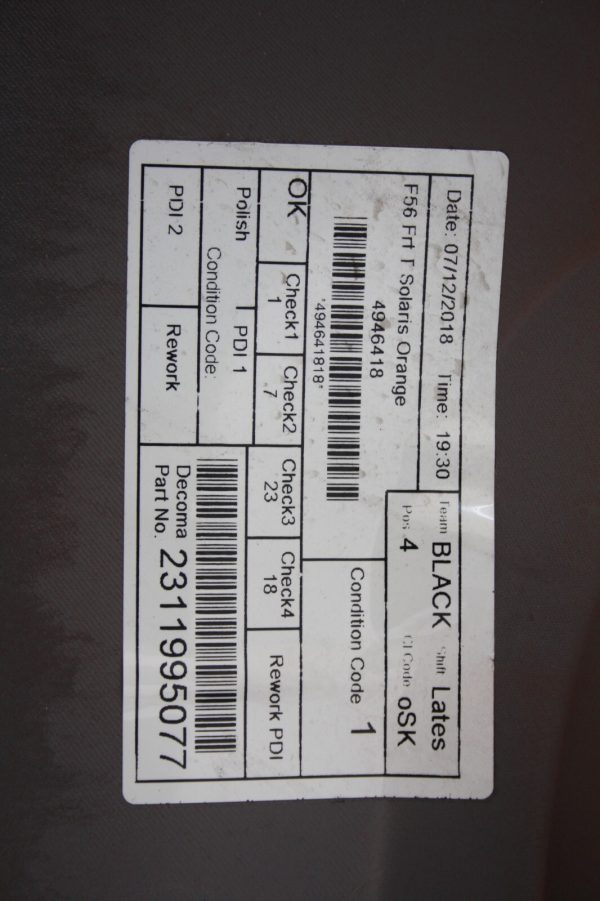 Date: 07/12/2018 Time: 19:30
Team BLACK Shift Lates
F56 Frt T Solaris Orange
Pos 4 Cl Code oSK
4946418
*494641818*
Condition Code 1
OK Check1 Check2 Check3 Check4 Rework PDI
1 7 23 18
Polish PDI 1
Condition Code:
PDI 2 Rework
Decoma
Part No. 2311995077